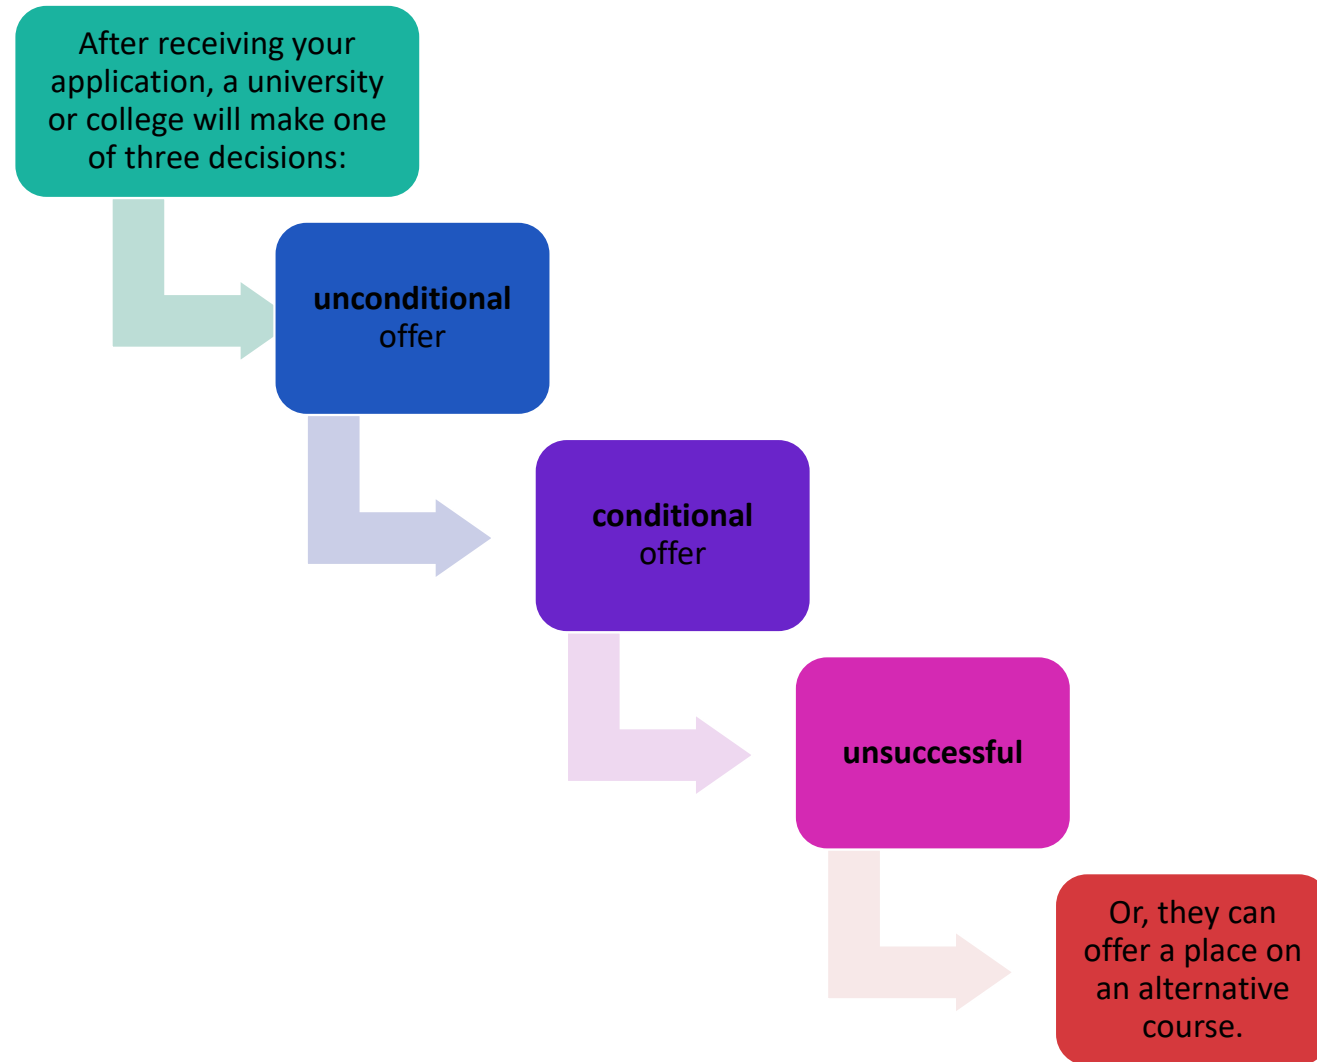 After receiving your
application, a university
or college will make one
of three decisions:
unconditional
offer
conditional
offer
unsuccessful
Or, they can
offer a place on
an alternative
course.